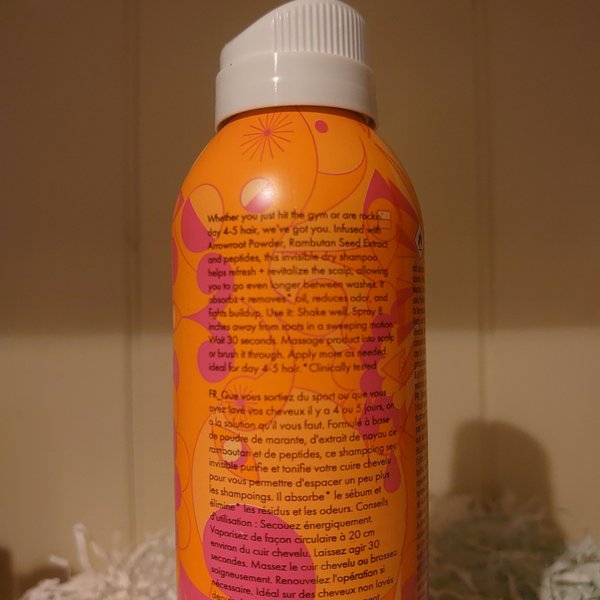 Whether you just hit the gym or are rockin'
day 4-5 hair, we've got you. Infused with
Arrowroot Powder, Rambutan Seed Extract,
and peptides, this invisible dry shampoo
helps refresh + revitalize the scalp, allowing
you to go even longer between washes. It
absorbs + removes* oil, reduces odor, and
fights buildup. Use it: Shake well. Spray 8
inches away from roots in a sweeping motion.
Wait 30 seconds. Massage product into scalp
or brush it through. Apply more as needed.
ideal for day 4-5 hair. *Clinically tested
FR_Que vous sortiez du sport ou que vous
ayez lavé vos cheveux il y a 4 ou 5 jours, on
a la solution qu'il vous faut. Formulé à base
de poudre de marante, d'extrait de noyau de
ramboutan et de peptides, ce shampoing sec
invisible purifie et tonifie votre cuire chevelu
pour vous permettre d'espacer un peu plus
les shampoings. Il absorbe* le sébum et
élimine* les résidus et les odeurs. Conseils
d'utilisation : Secouez énergiquement.
Vaporisez de façon circulaire à 20 cm
environ du cuir chevelu. Laissez agir 30
secondes. Massez le cuir chevelu ou brossez
soigneusement. Renouvelez l'opération si
nécessaire. Idéal sur des cheveux non lavés